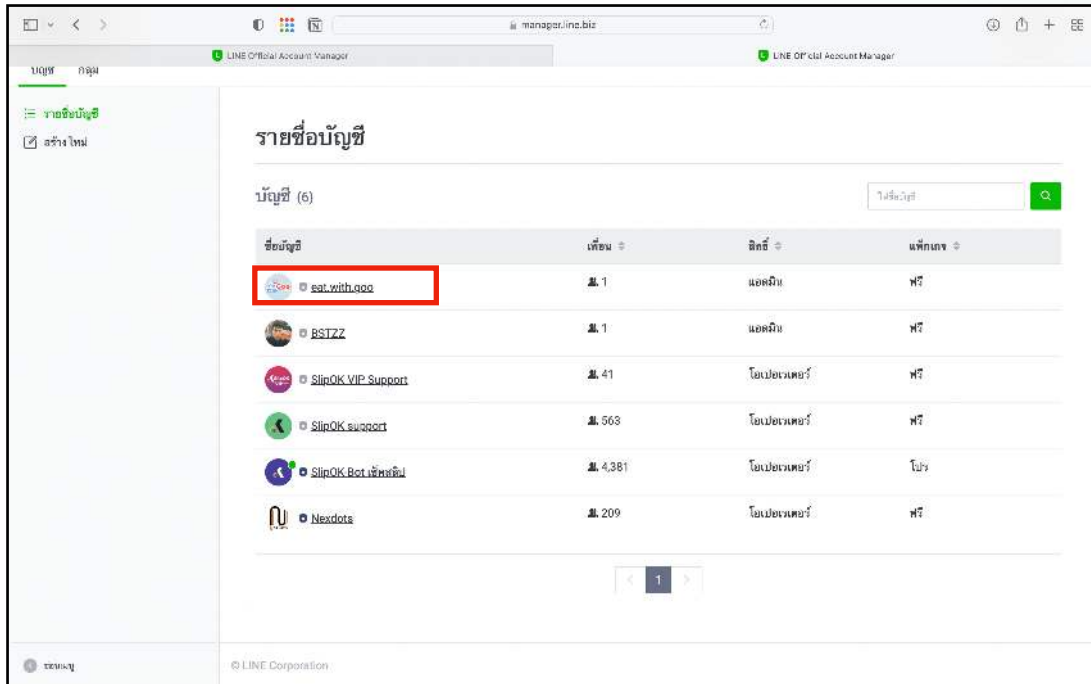 manager.line.biz
LINE Official Account Manager
LINE Official Account Manager
บัญชี กลุ่ม
รายชื่อบัญชี
สร้างใหม่
รายชื่อบัญชี
บัญชี (6)
ใส่ชื่อบัญชี
ชื่อบัญชี เพื่อน สิทธิ์ แพ็กเกจ
eat.with.goo 1 แอดมิน ฟรี
BSTZZ 1 แอดมิน ฟรี
SlipOK VIP Support 41 โอเปอเรเตอร์ ฟรี
SlipOK support 563 โอเปอเรเตอร์ ฟรี
SlipOK Bot เช็คสลิป 4,381 โอเปอเรเตอร์ โปร
Nexdots 209 โอเปอเรเตอร์ ฟรี
1
© LINE Corporation